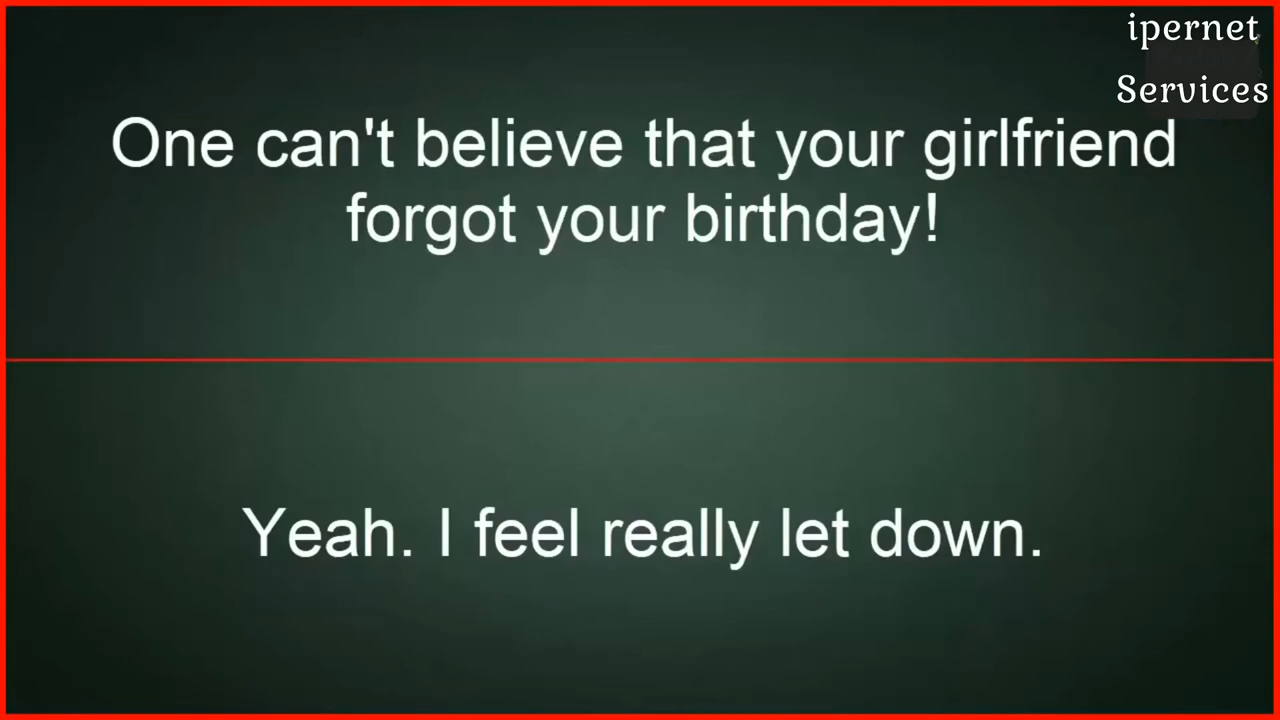 ipernet
Services
One can't believe that your girlfriend
forgot your birthday!
Yeah. I feel really let down.